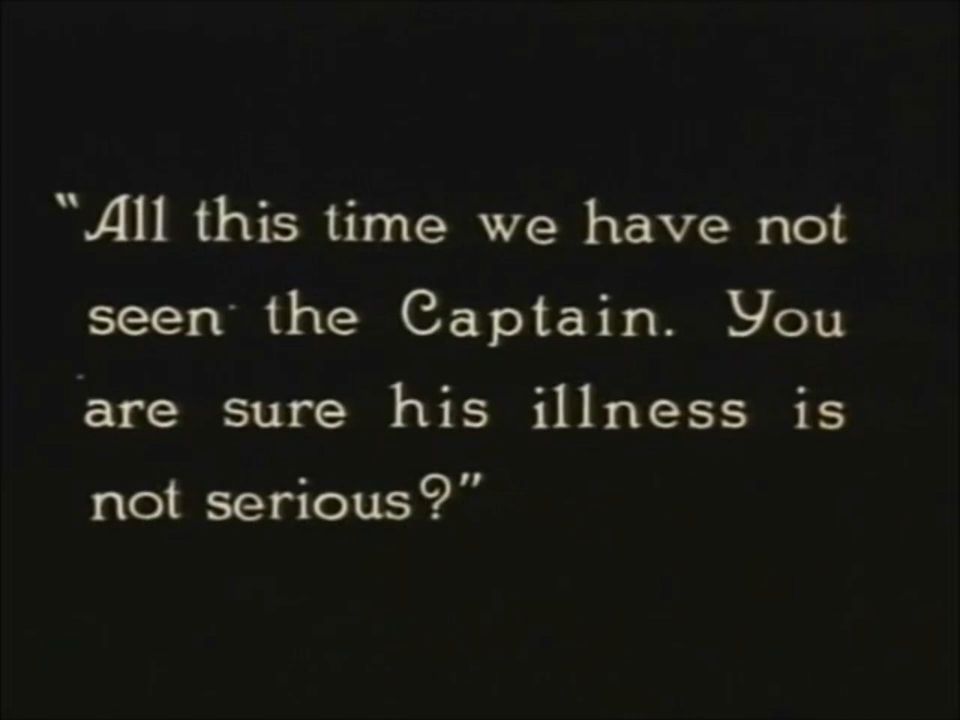 "All this time we have not
seen the Captain. You
are sure his illness is
not serious?"